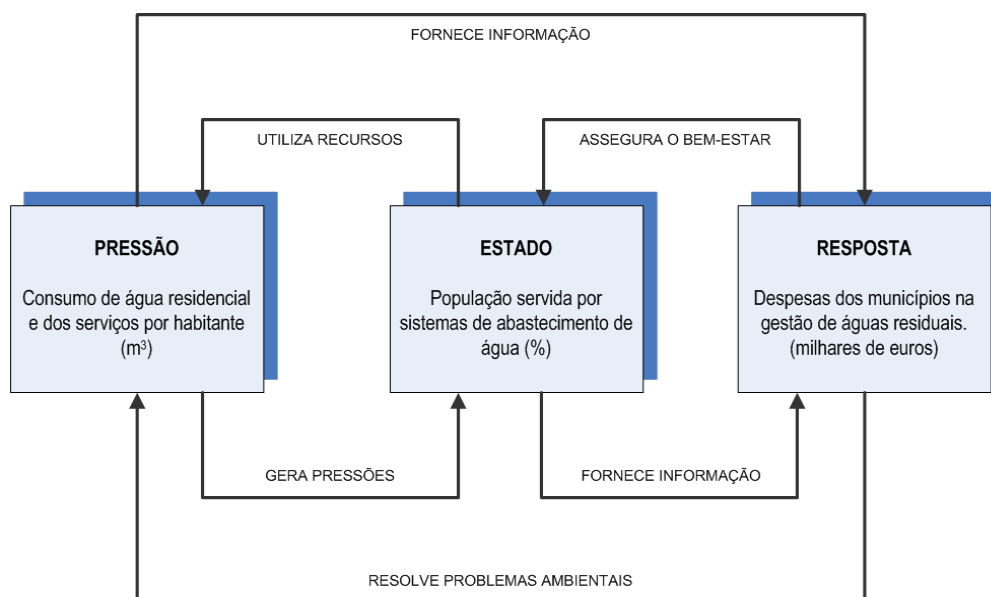 FORNECE INFORMAÇÃO
UTILIZA RECURSOS
ASSEGURA O BEM-ESTAR
PRESSÃO
Consumo de água residencial
e dos serviços por habitante
(m³)
ESTADO
População servida por
sistemas de abastecimento de
água (%)
RESPOSTA
Despesas dos municípios na
gestão de águas residuais.
(milhares de euros)
GERA PRESSÕES
FORNECE INFORMAÇÃO
RESOLVE PROBLEMAS AMBIENTAIS